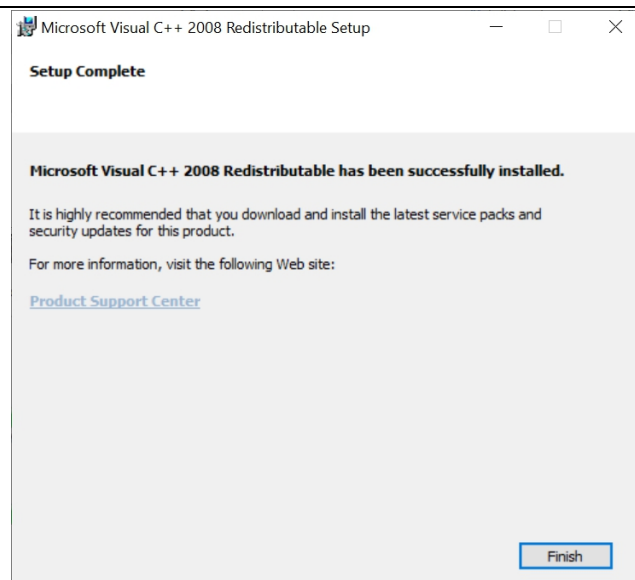 Microsoft Visual C++ 2008 Redistributable Setup
Setup Complete
Microsoft Visual C++ 2008 Redistributable has been successfully installed.
It is highly recommended that you download and install the latest service packs and
security updates for this product.
For more information, visit the following Web site:
Product Support Center
Finish